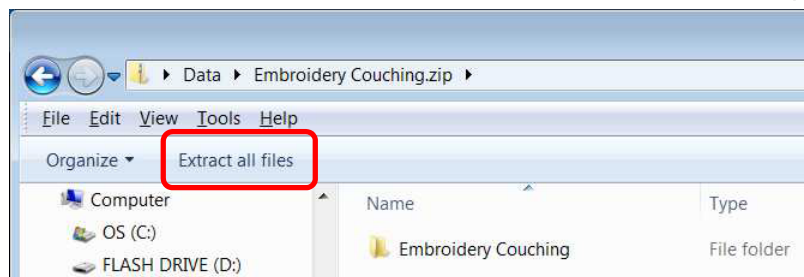 Data Embroidery Couching.zip
File Edit View Tools Help
Organize Extract all files
Computer Name Type
OS (C:)
Embroidery Couching File folder
FLASH DRIVE (D:)